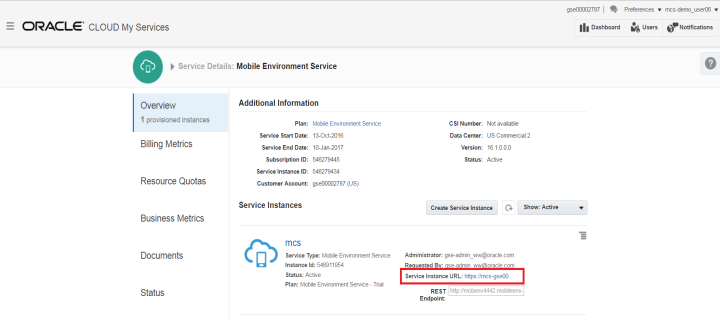 gse00002787 | Preferences ▾ mcs-demo_user06 ▾
ORACLE CLOUD My Services
Dashboard Users Notifications
Service Details: Mobile Environment Service
?
Overview
1 provisioned instances
Billing Metrics
Resource Quotas
Business Metrics
Documents
Status
Additional Information
Plan: Mobile Environment Service
Service Start Date: 13-Oct-2016
Service End Date: 10-Jan-2017
Subscription ID: 546279445
Service Instance ID: 546279434
Customer Account: gse00002787 (US)
CSI Number: Not available
Data Center: US Commercial 2
Version: 16.1.0.0.0
Status: Active
Service Instances
Create Service Instance
Show: Active
mcs
Service Type: Mobile Environment Service
Instance Id: 546911954
Status: Active
Plan: Mobile Environment Service - Trial
Administrator: gse-admin_ww@oracle.com
Requested By: gse-admin_ww@oracle.com
Service Instance URL: https://mcs-gse00...
REST http://mobenv4442.mobileenv
Endpoint: